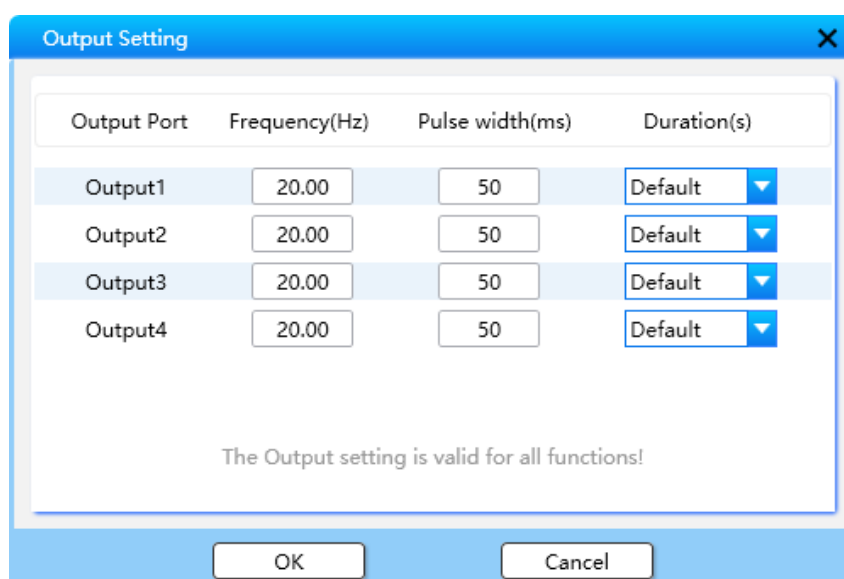 Output Setting
Output Port Frequency(Hz) Pulse width(ms) Duration(s)
Output1 20.00 50 Default
Output2 20.00 50 Default
Output3 20.00 50 Default
Output4 20.00 50 Default
The Output setting is valid for all functions!
OK Cancel